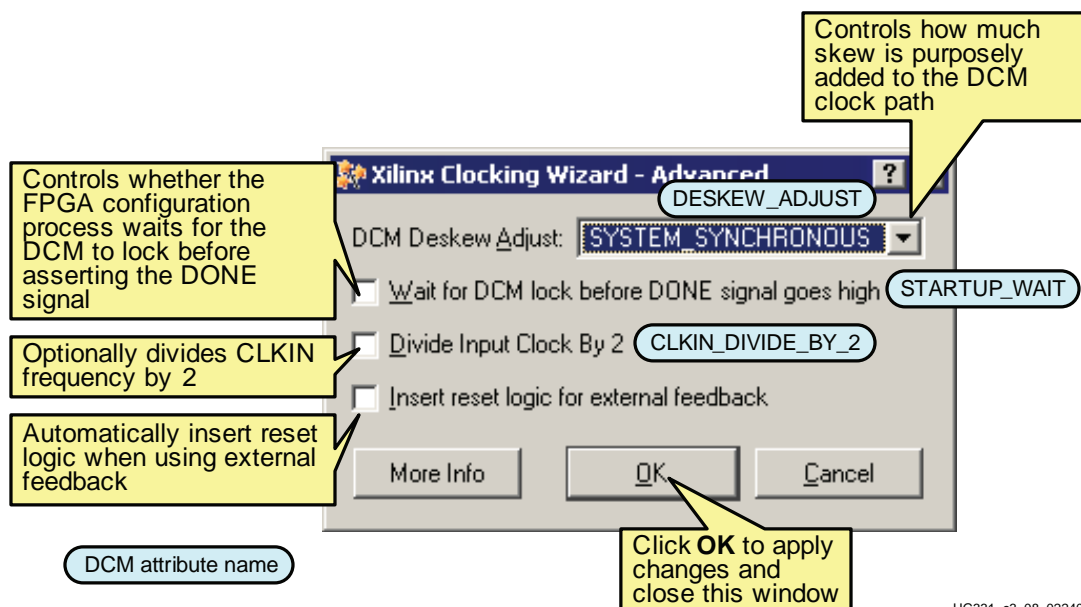 Controls how much
skew is purposely
added to the DCM
clock path
Xilinx Clocking Wizard - Advanced
?
DESKEW_ADJUST
Controls whether the
FPGA configuration
process waits for the
DCM to lock before
asserting the DONE
signal
DCM Deskew Adjust: SYSTEM_SYNCHRONOUS
Wait for DCM lock before DONE signal goes high
STARTUP_WAIT
Optionally divides CLKIN
frequency by 2
Divide Input Clock By 2
CLKIN_DIVIDE_BY_2
Insert reset logic for external feedback
Automatically insert reset
logic when using external
feedback
More Info
OK
Cancel
Click OK to apply
changes and
close this window
DCM attribute name